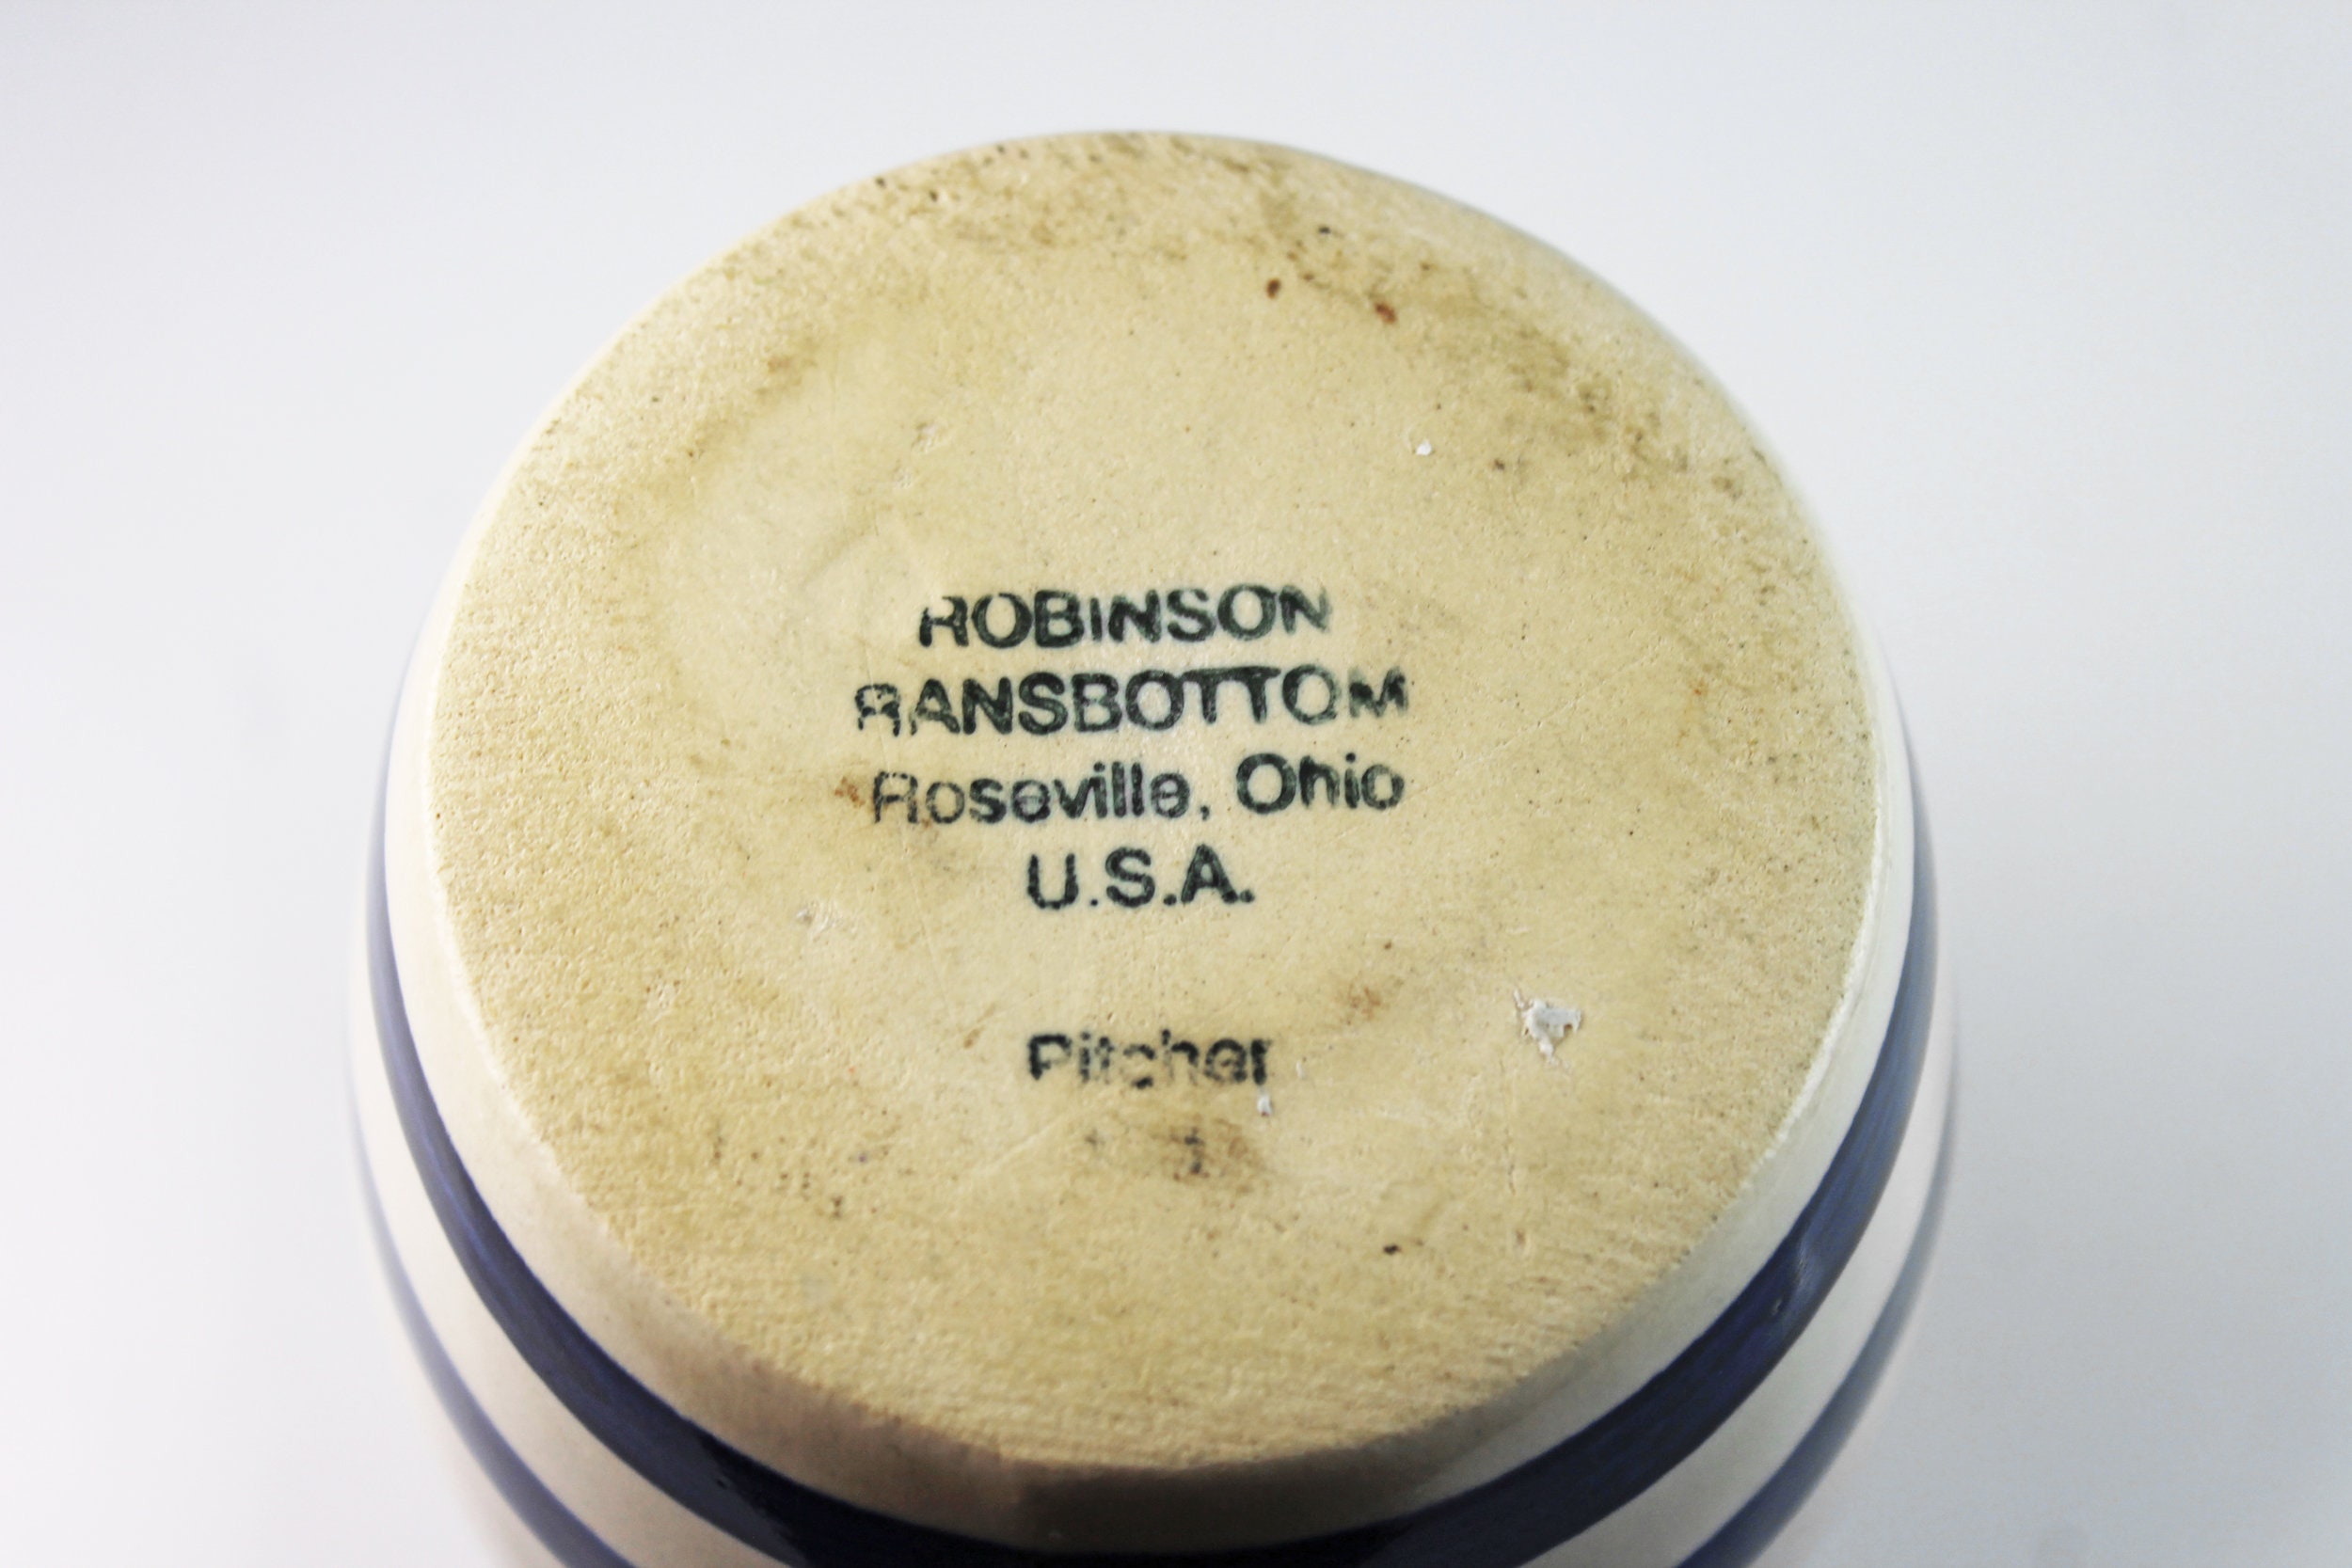 ROBINSON
RANSBOTTOM
Roseville, Ohio
U.S.A.
Pitcher